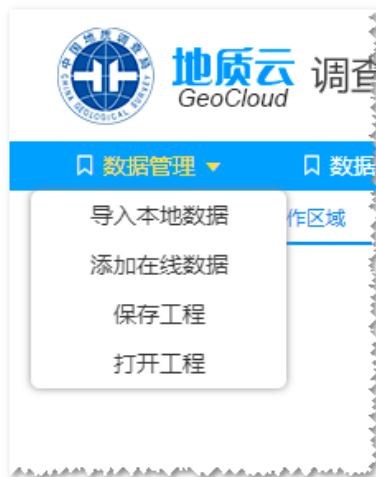 中国地质调查局
CHINA GEOLOGICAL SURVEY
地质云 调查
GeoCloud
数据管理 数据
导入本地数据
作区域
添加在线数据
保存工程
打开工程